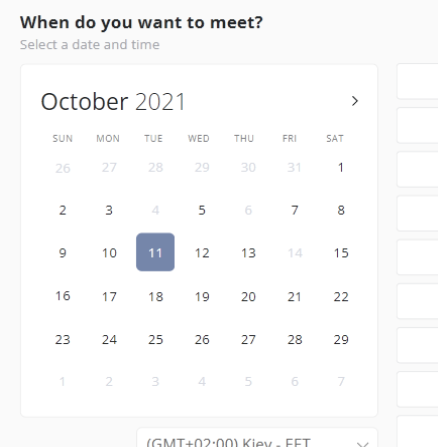 When do you want to meet?
Select a date and time
October 2021
SUN MON TUE WED THU FRI SAT
26 27 28 29 30 31 1
2 3 4 5 6 7 8
9 10 11 12 13 14 15
16 17 18 19 20 21 22
23 24 25 26 27 28 29
1 2 3 4 5 6 7
(GMT+02:00) Kiev - EET